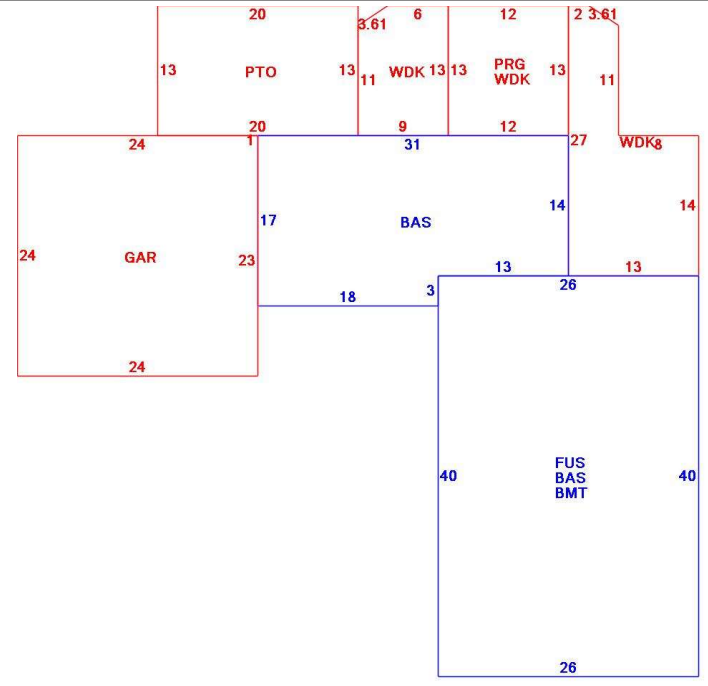 20 6 12 2 3.61
3.61
13 PTO 13 11 WDK 13 13 PRG 13 11
WDK
20 9 12
24 1 31 27 WDK 8
17 BAS 14 14
24 GAR 23
13 13
18 3 26
24
FUS
40 BAS 40
BMT
26